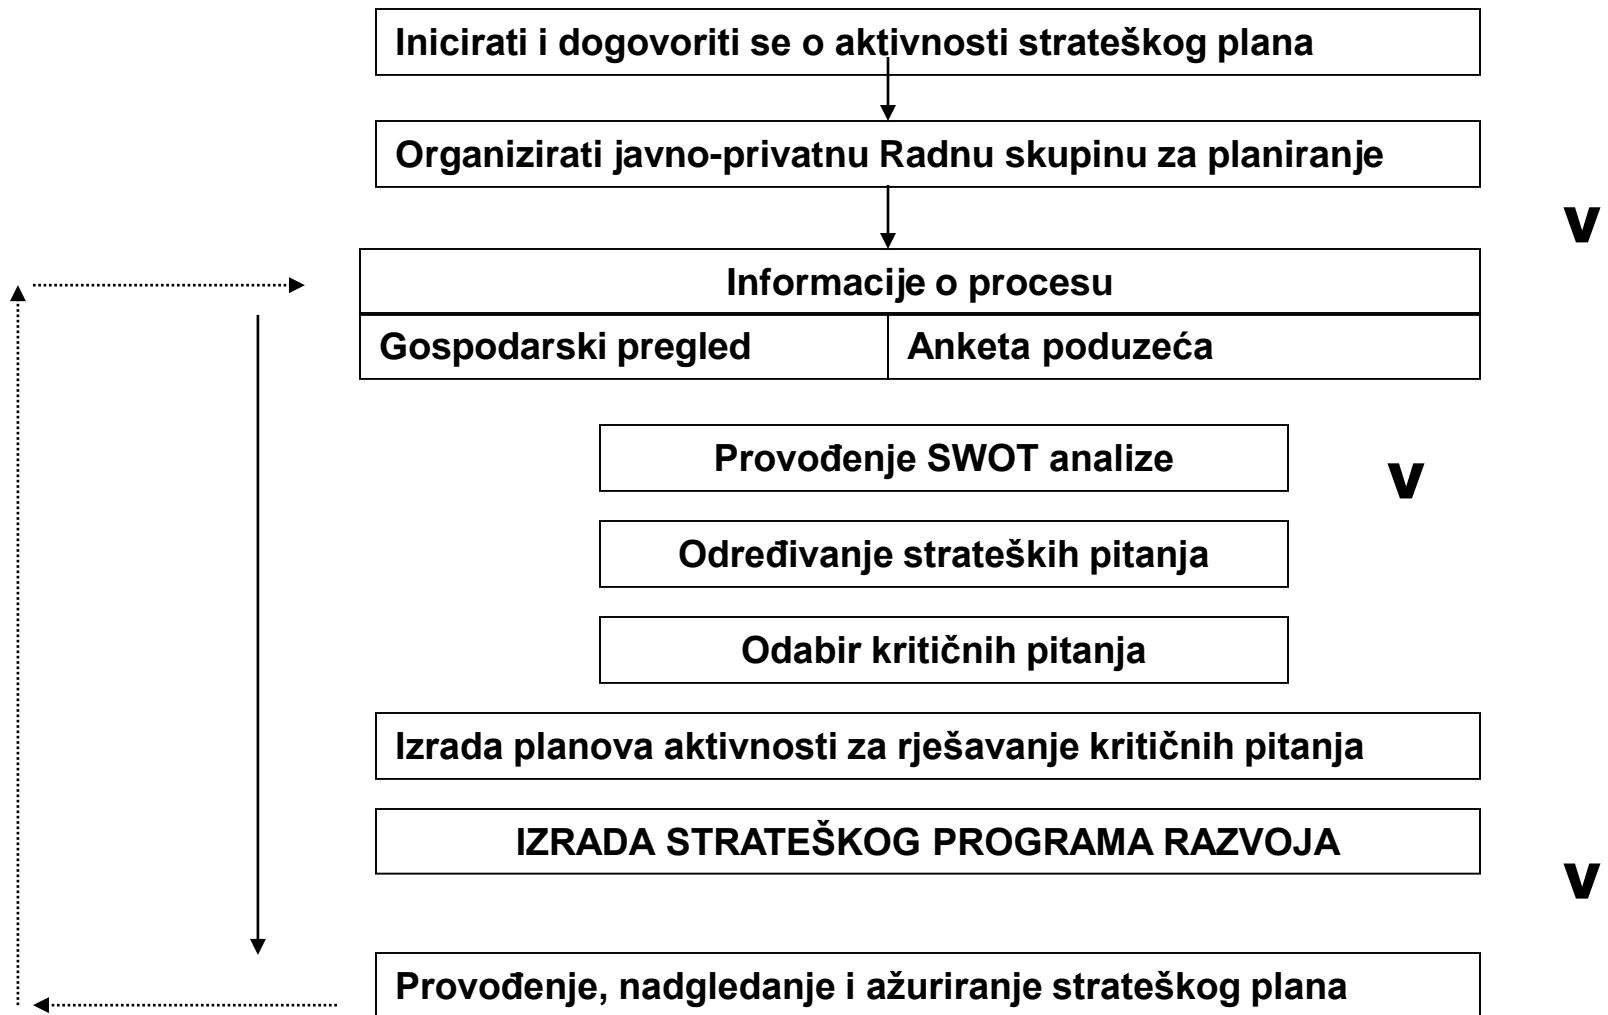 Inicirati i dogovoriti se o aktivnosti strateškog plana
Organizirati javno-privatnu Radnu skupinu za planiranje
v
Informacije o procesu
Gospodarski pregled
Anketa poduzeća
Provođenje SWOT analize
v
Određivanje strateških pitanja
Odabir kritičnih pitanja
Izrada planova aktivnosti za rješavanje kritičnih pitanja
IZRADA STRATEŠKOG PROGRAMA RAZVOJA
v
Provođenje, nadgledanje i ažuriranje strateškog plana